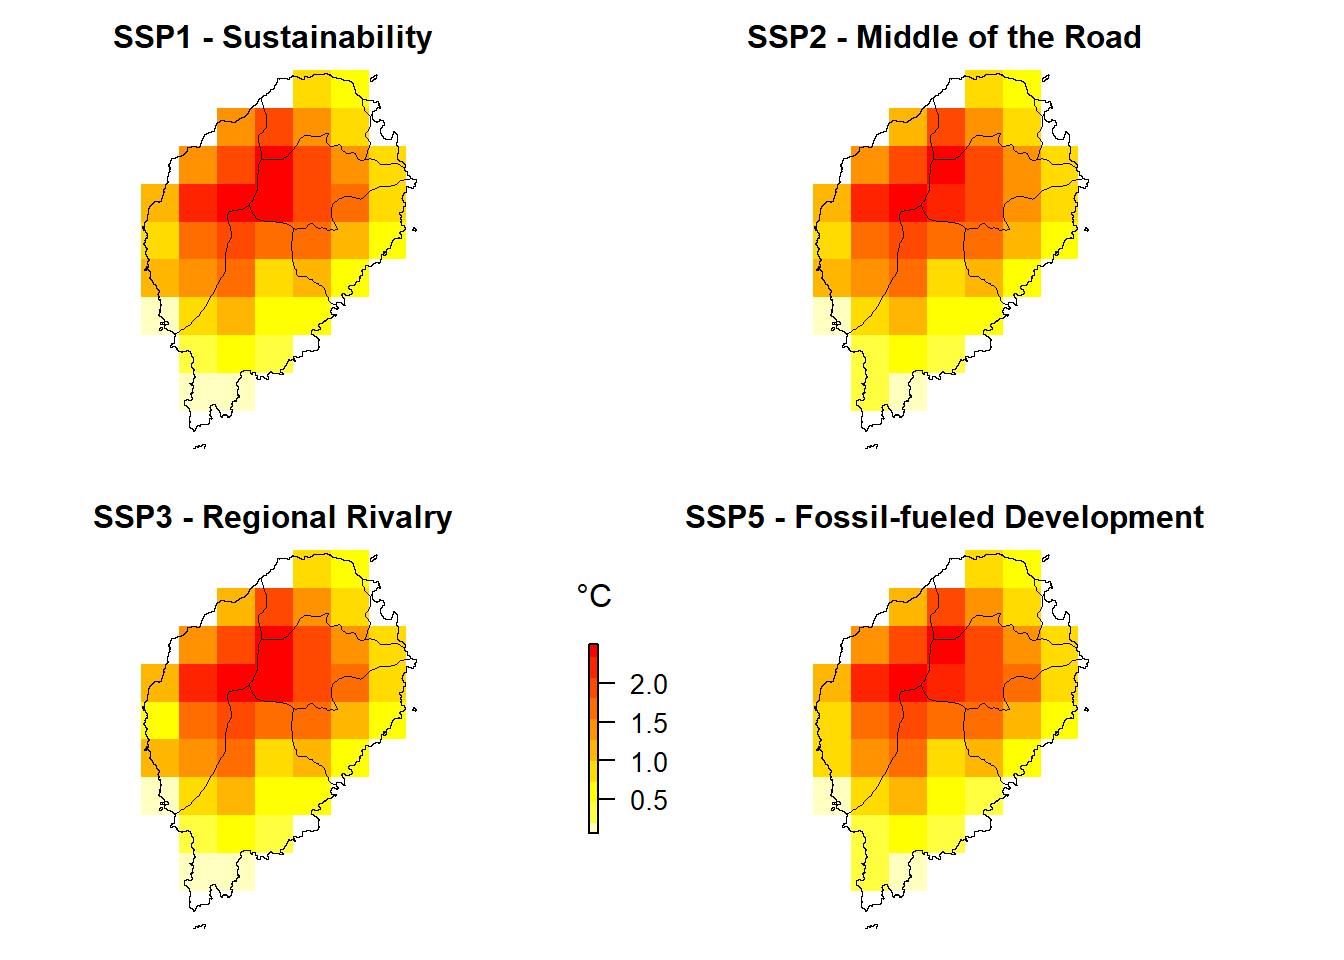 SSP1 - Sustainability
SSP2 - Middle of the Road
SSP3 - Regional Rivalry
SSP5 - Fossil-fueled Development
°C
2.0
1.5
1.0
0.5